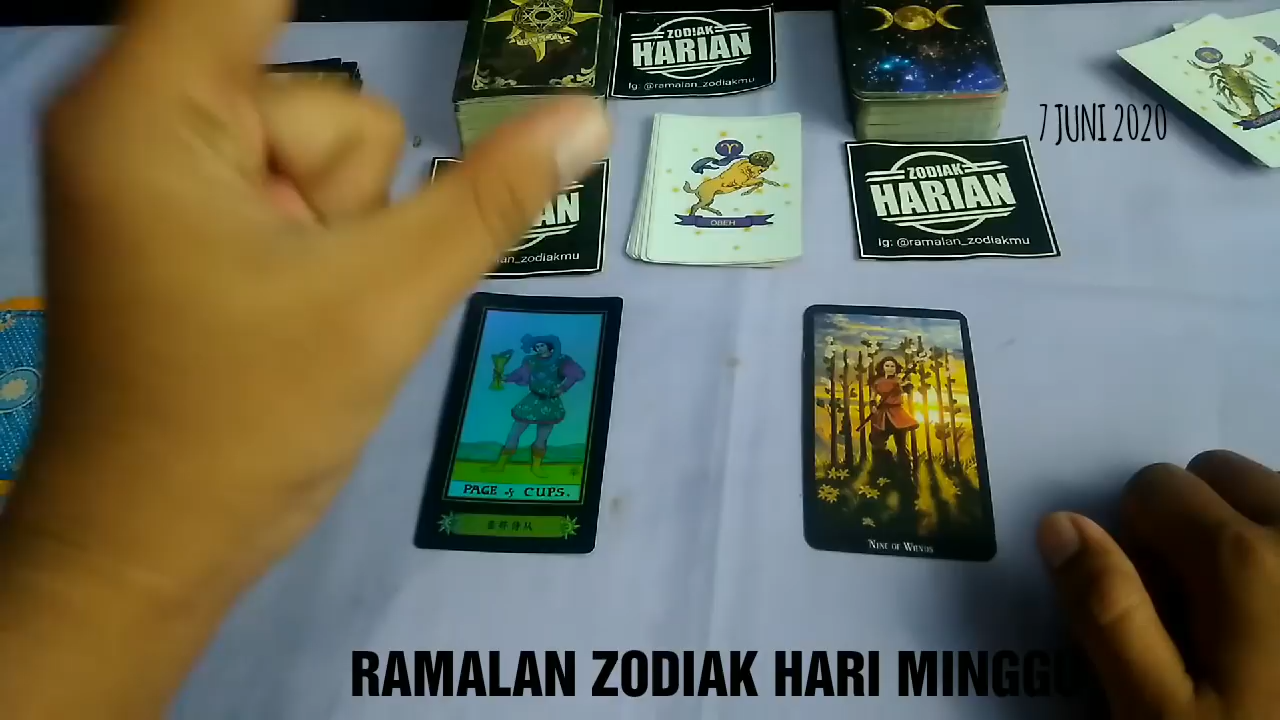 ZODIAK
HARIAN
Ig: @ramalan_zodiakmu
7 JUNI 2020
ZODIAK
HARIAN
Ig: @ramalan_zodiakmu
PAGE of CUPS.
NINE OF WANDS
RAMALAN ZODIAK HARI MINGGU